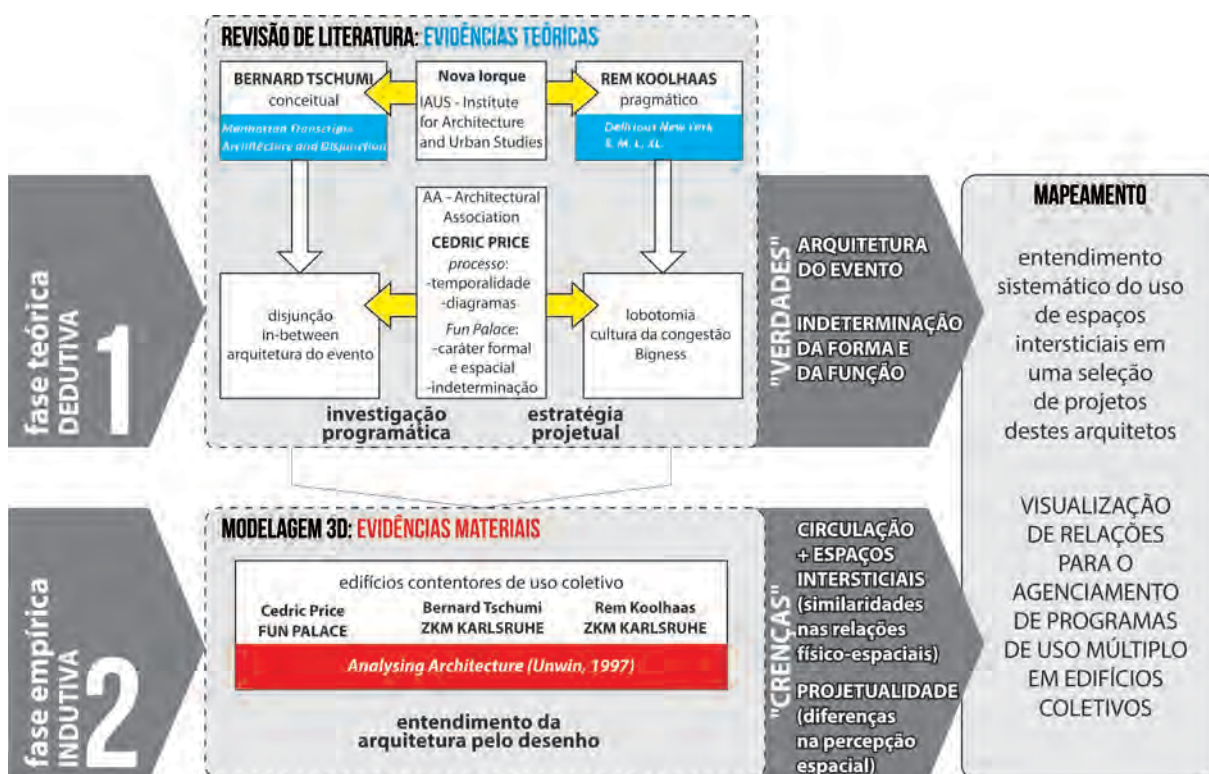 REVISÃO DE LITERATURA: EVIDÊNCIAS TEÓRICAS
BERNARD TSCHUMI
conceitual
Manhattan Transcripts
Architecture and Disjunction
Nova Iorque
IAUS - Institute
for Architecture
and Urban Studies
REM KOOLHAAS
pragmático
Delirious New York
S, M, L, XL
AA - Architectural
Association
CEDRIC PRICE
processo:
-temporalidade
-diagramas
Fun Palace:
-caráter formal
e espacial
-indeterminação
disjunção
in-between
arquitetura do evento
lobotomia
cultura da congestão
Bigness
investigação
programática
estratégia
projetual
fase teórica
DEDUTIVA
1
"VERDADES"
ARQUITETURA
DO EVENTO
INDETERMINAÇÃO
DA FORMA E
DA FUNÇÃO
MODELAGEM 3D: EVIDÊNCIAS MATERIAIS
edifícios contentores de uso coletivo
Cedric Price
FUN PALACE
Bernard Tschumi
ZKM KARLSRUHE
Rem Koolhaas
ZKM KARLSRUHE
Analysing Architecture (Unwin, 1997)
entendimento da
arquitetura pelo desenho
fase empírica
INDUTIVA
2
"CRENÇAS"
CIRCULAÇÃO
+ ESPAÇOS
INTERSTICIAIS
(similaridades
nas relações
físico-espaciais)
PROJETUALIDADE
(diferenças
na percepção
espacial)
MAPEAMENTO
entendimento
sistemático do uso
de espaços
intersticiais em
uma seleção
de projetos
destes arquitetos
VISUALIZAÇÃO
DE RELAÇÕES
PARA O
AGENCIAMENTO
DE PROGRAMAS
DE USO MÚLTIPLO
EM EDIFÍCIOS
COLETIVOS